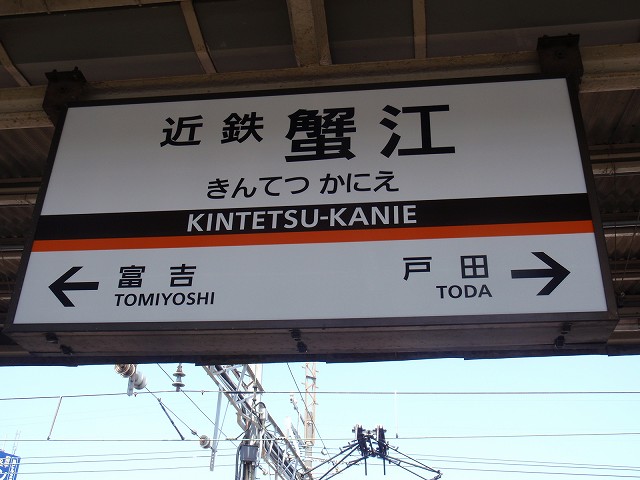 近鉄 蟹江
きんてつ かにえ
KINTETSU-KANIE
← 富吉 戸田 →
TOMIYOSHI TODA